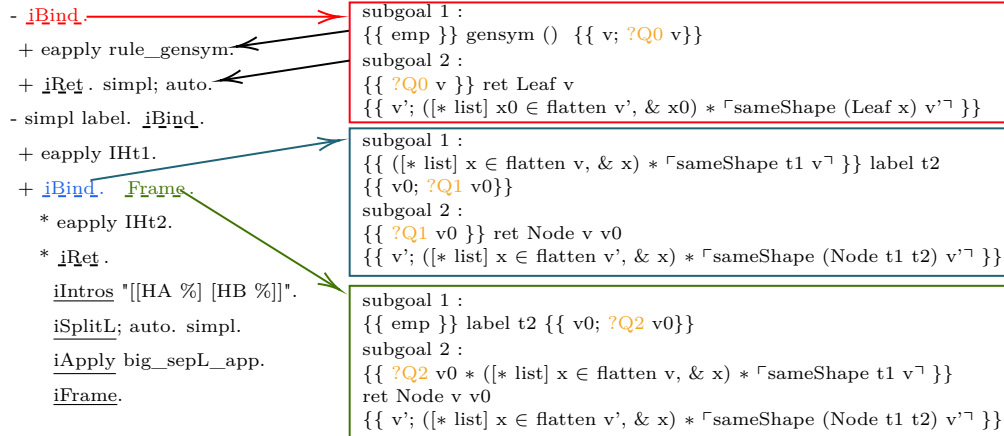 - iBind .
+ eapply rule_gensym.
+ iRet . simpl; auto.
- simpl label. iBind .
+ eapply IHt1.
+ iBind . Frame .
* eapply IHt2.
* iRet .
iIntros "[[HA %] [HB %]]".
iSplitL; auto. simpl.
iApply big_sepL_app.
iFrame.
subgoal 1 :
{{ emp }} gensym () {{ v; ?Q0 v}}
subgoal 2 :
{{ ?Q0 v }} ret Leaf v
{{ v'; ([∗ list] x0 ∈ flatten v', & x0) ∗ ⌜sameShape (Leaf x) v'⌝ }}
subgoal 1 :
{{ ([∗ list] x ∈ flatten v, & x) ∗ ⌜sameShape t1 v⌝ }} label t2
{{ v0; ?Q1 v0}}
subgoal 2 :
{{ ?Q1 v0 }} ret Node v v0
{{ v'; ([∗ list] x ∈ flatten v', & x) ∗ ⌜sameShape (Node t1 t2) v'⌝ }}
subgoal 1 :
{{ emp }} label t2 {{ v0; ?Q2 v0}}
subgoal 2 :
{{ ?Q2 v0 ∗ ([∗ list] x ∈ flatten v, & x) ∗ ⌜sameShape t1 v⌝ }}
ret Node v v0
{{ v'; ([∗ list] x ∈ flatten v', & x) ∗ ⌜sameShape (Node t1 t2) v'⌝ }}